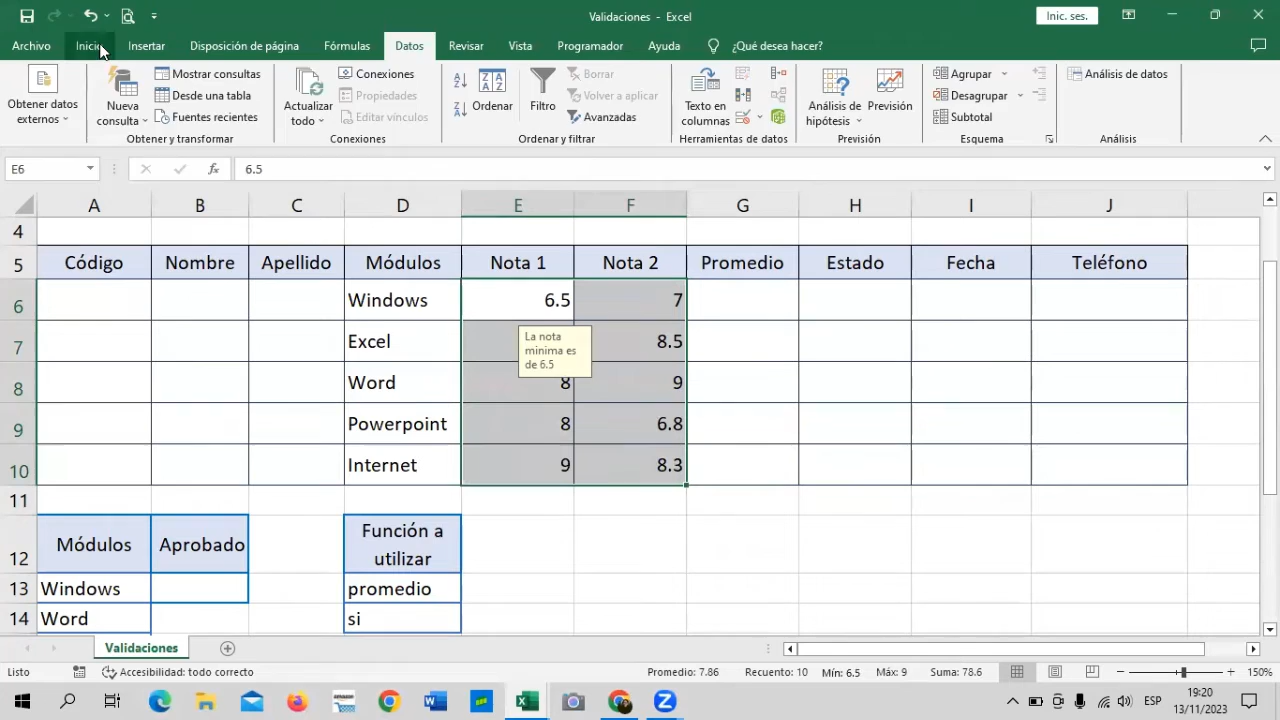 Validaciones - Excel
Inic. ses.
Archivo Inicio Insertar Disposición de página Fórmulas Datos Revisar Vista Programador Ayuda ¿Qué desea hacer?
Obtener datos externos
Nueva consulta
Mostrar consultas
Desde una tabla
Fuentes recientes
Obtener y transformar
Actualizar todo
Conexiones
Propiedades
Editar vínculos
Conexiones
Ordenar
Filtro
Borrar
Volver a aplicar
Avanzadas
Ordenar y filtrar
Texto en columnas
Herramientas de datos
Análisis de hipótesis
Previsión
Previsión
Agrupar
Desagrupar
Subtotal
Esquema
Análisis de datos
Análisis
E6 fx 6.5
A B C D E F G H I J
4
5 Código Nombre Apellido Módulos Nota 1 Nota 2 Promedio Estado Fecha Teléfono
6 Windows 6.5 7
7 Excel 8.5
La nota
minima es
de 6.5
8 Word 8 9
9 Powerpoint 8 6.8
10 Internet 9 8.3
11
12 Módulos Aprobado Función a utilizar
13 Windows promedio
14 Word si
Validaciones
Listo Accesibilidad: todo correcto Promedio: 7.86 Recuento: 10 Mín: 6.5 Máx: 9 Suma: 78.6 150%
ESP 19:20
13/11/2023